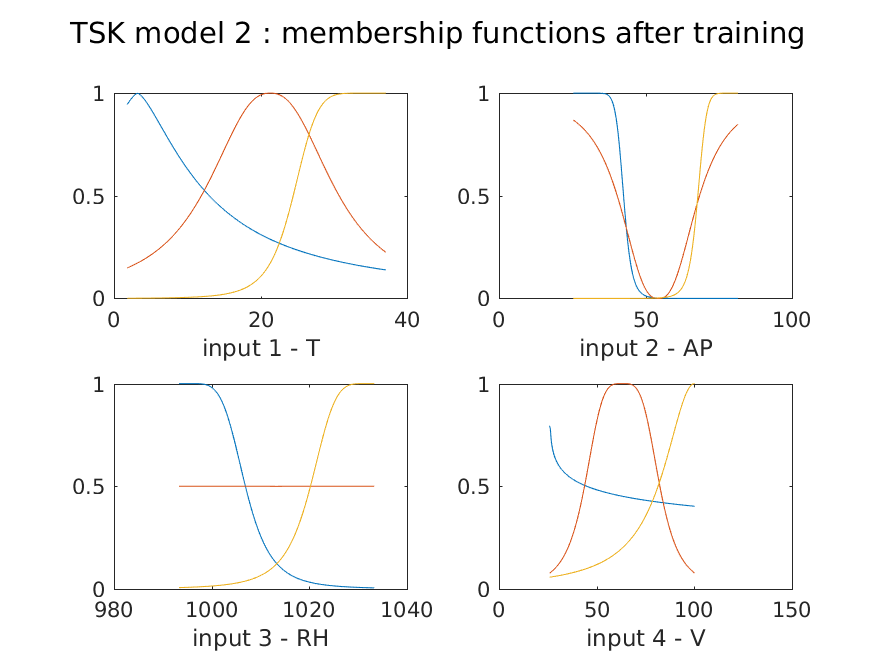 TSK model 2 : membership functions after training
1
0.5
0
0 20 40
input 1 - T
1
0.5
0
0 50 100
input 2 - AP
1
0.5
0
980 1000 1020 1040
input 3 - RH
1
0.5
0
0 50 100 150
input 4 - V